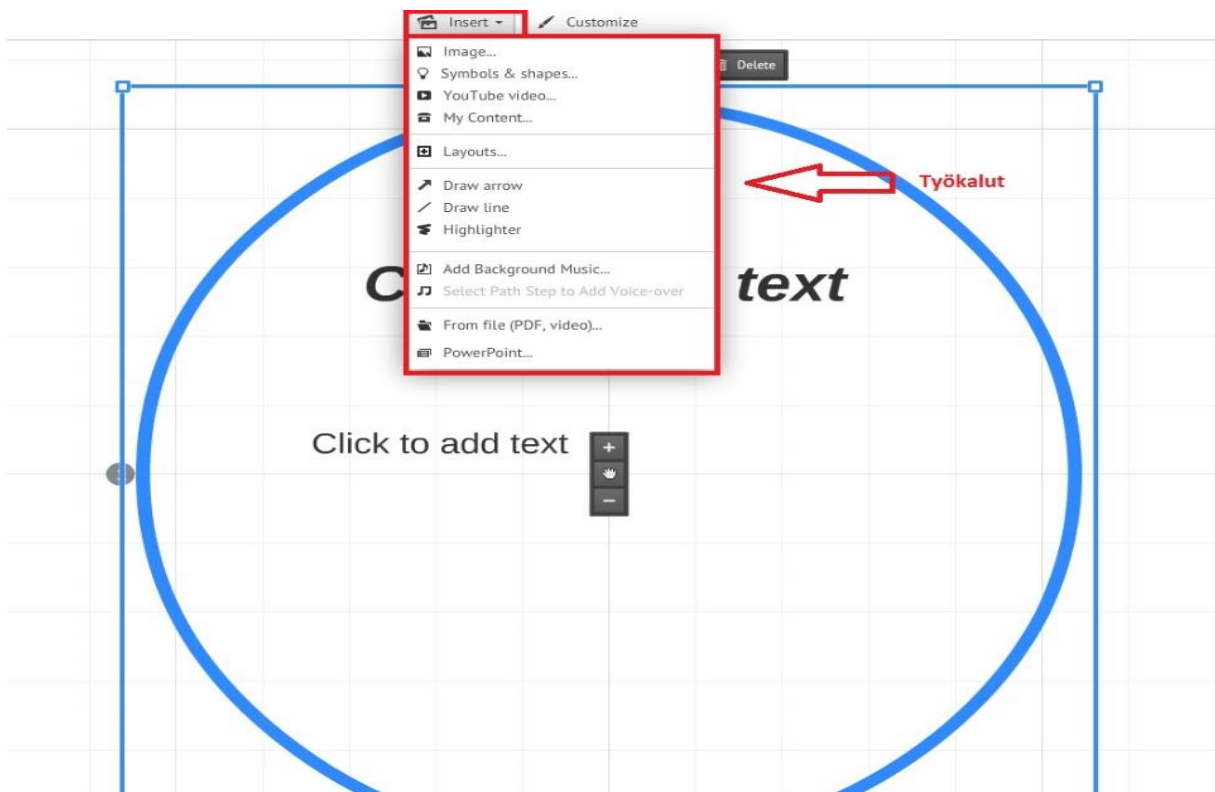 Insert
Customize
Image...
Symbols & shapes...
YouTube video...
My Content...
Delete
Layouts...
Draw arrow
Draw line
Highlighter
Työkalut
Add Background Music...
Select Path Step to Add Voice-over
C text
From file (PDF, video)...
PowerPoint...
Click to add text